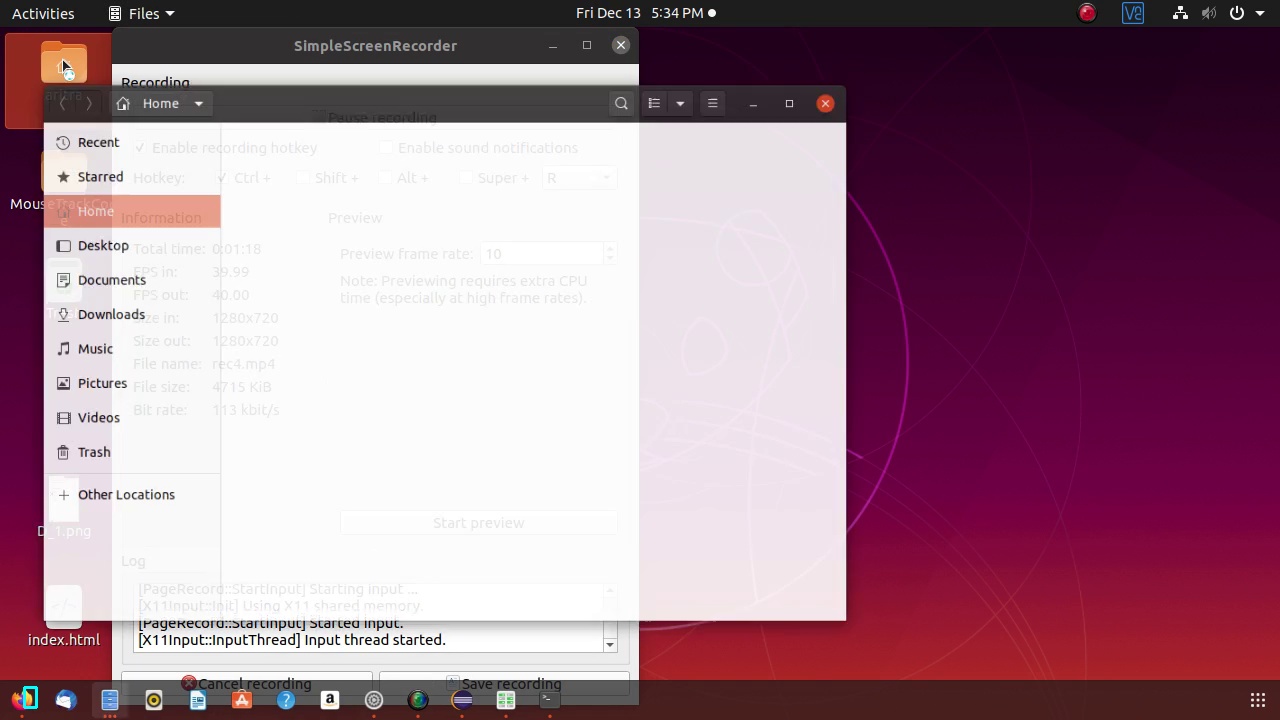 Activities Files Fri Dec 13 5:34 PM
SimpleScreenRecorder
Recording
Home
Pause recording
Recent
Enable recording hotkey Enable sound notifications
Starred
Hotkey: Ctrl + Shift + Alt + Super + R
Home
Information
Preview
Desktop
Total time: 0:01:18
Preview frame rate: 10
FPS in: 39.99
Note: Previewing requires extra CPU
time (especially at high frame rates).
Documents
FPS out: 40.00
Downloads
Size in: 1280x720
Size out: 1280x720
Music
File name: rec4.mp4
Pictures
File size: 4715 KiB
Bit rate: 113 kbit/s
Videos
Trash
Other Locations
Start preview
D_1.png
Log
[PageRecord::StartInput] Starting input ...
[X11Input::Init] Using X11 shared memory.
[PageRecord::StartInput] Started input.
[X11Input::InputThread] Input thread started.
index.html
Cancel recording Save recording